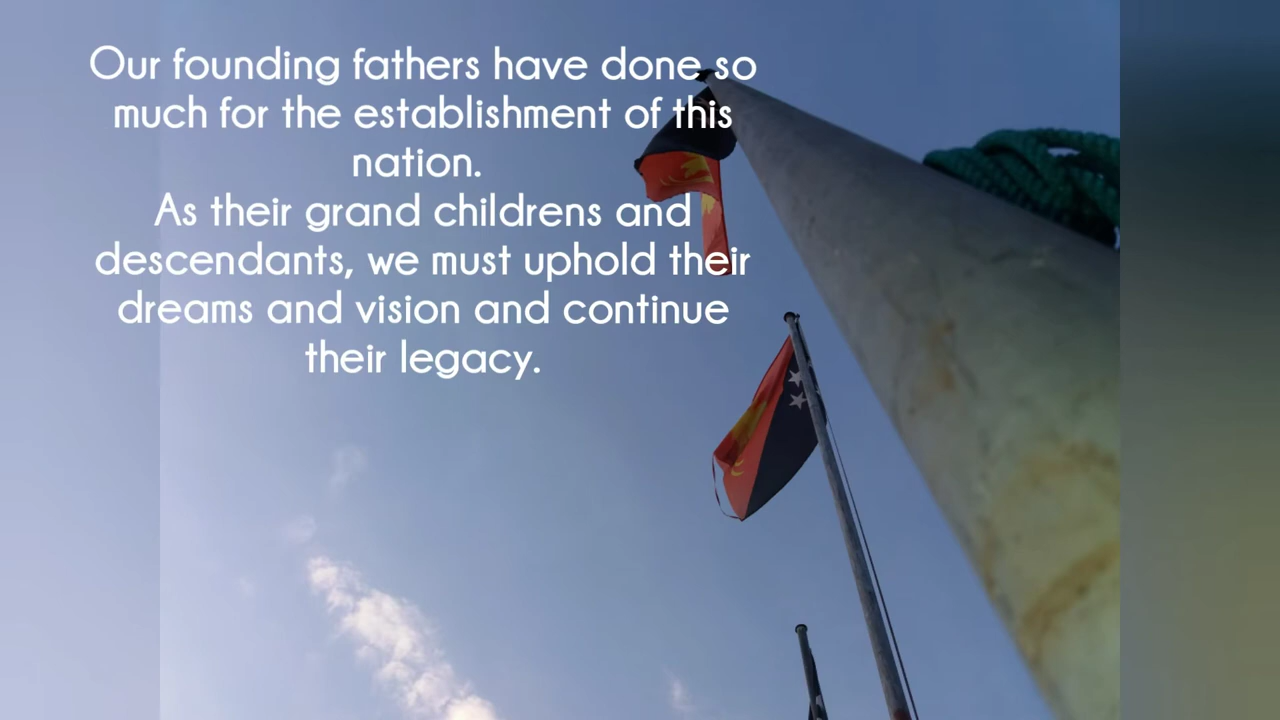 Our founding fathers have done so
much for the establishment of this
nation.
As their grand childrens and
descendants, we must uphold their
dreams and vision and continue
their legacy.